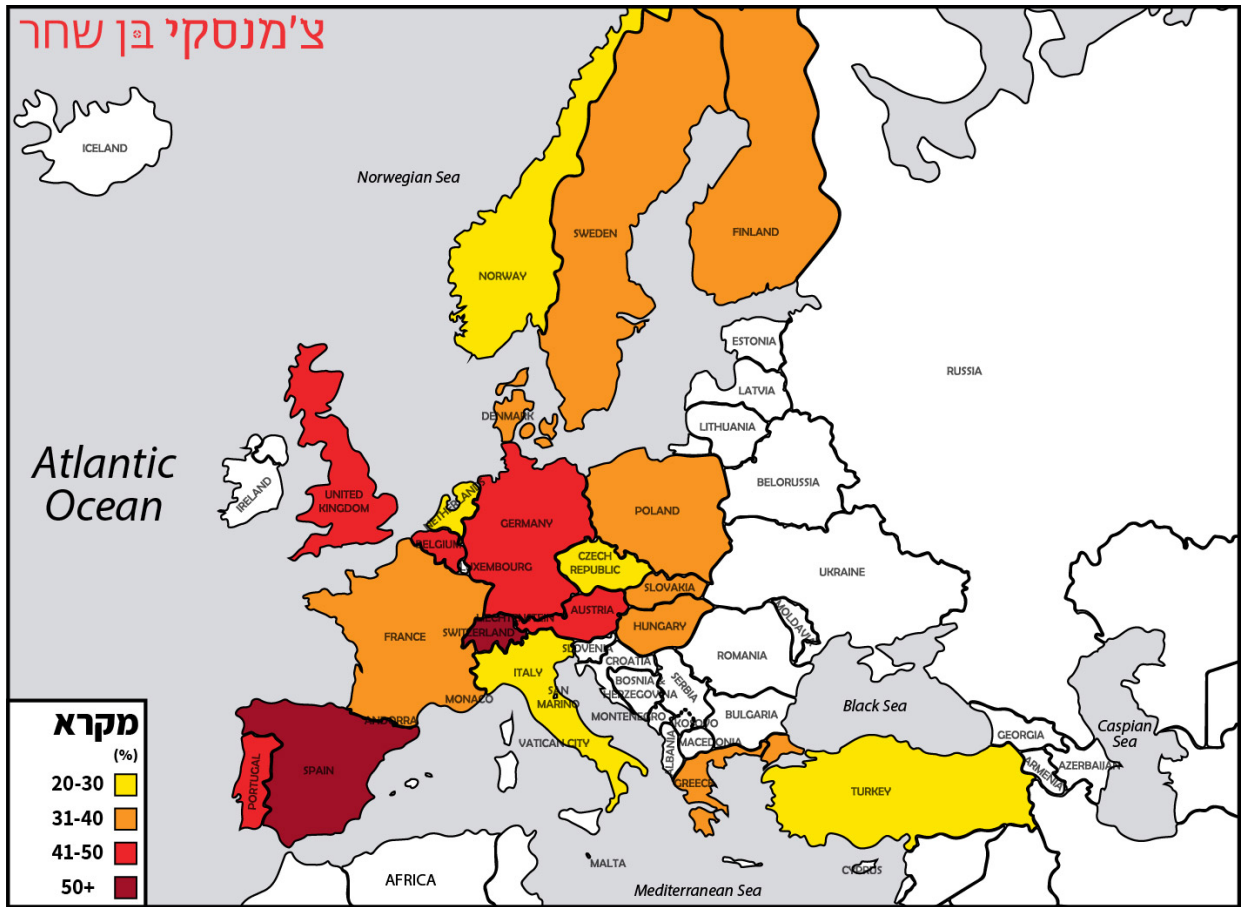 צ'מנסקי בן שחר
ICELAND
Norwegian Sea
SWEDEN
FINLAND
NORWAY
ESTONIA
RUSSIA
LATVIA
DENMARK
LITHUANIA
Atlantic
Ocean
IRELAND
UNITED
KINGDOM
NETHERLANDS
BELORUSSIA
GERMANY
POLAND
BELGIUM
LUXEMBOURG
CZECH
REPUBLIC
UKRAINE
SLOVAKIA
AUSTRIA
LIECHTENSTEIN
SWITZERLAND
FRANCE
HUNGARY
MOLDAVIA
SLOVENIA
ROMANIA
CROATIA
ITALY
BOSNIA &
HERZEGOVINA
SERBIA
MONACO
SAN
MARINO
Black Sea
ANDORRA
MONTENEGRO
KOSOVO
BULGARIA
Caspian
Sea
VATICAN CITY
MACEDONIA
ALBANIA
GEORGIA
AZERBAIJAN
ARMENIA
SPAIN
PORTUGAL
GREECE
TURKEY
MALTA
CYPRUS
AFRICA
Mediterranean Sea
מקרא
(%)
20-30
31-40
41-50
50+